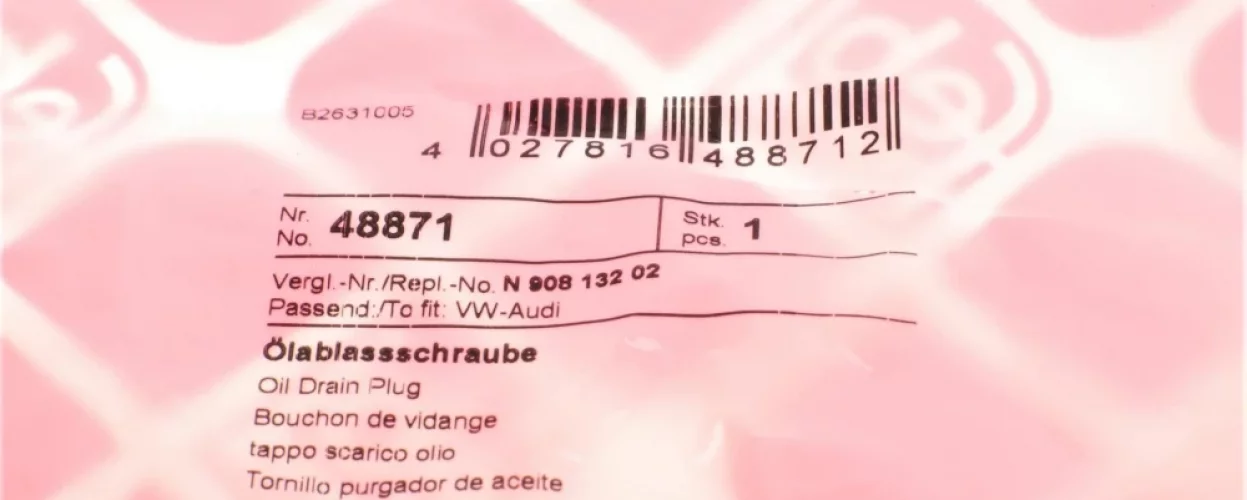 B2631005
4 027816 488712
Nr. No. 48871 Stk. pcs. 1
Vergl.-Nr./Repl.-No. N 908 132 02
Passend:/To fit: VW-Audi
Ölablassschraube
Oil Drain Plug
Bouchon de vidange
tappo scarico olio
Tornillo purgador de aceite